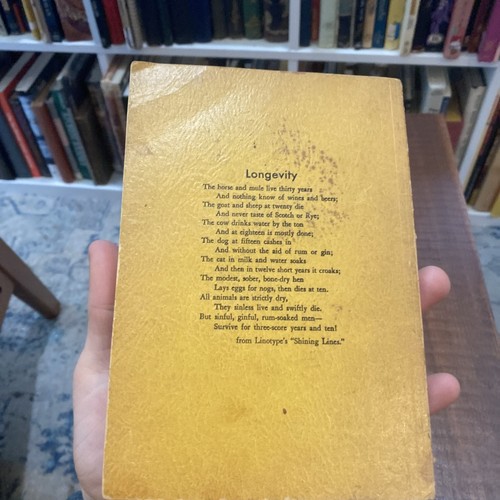 Longevity
The horse and mule live thirty years
And nothing know of wines and beers;
The goat and sheep at twenty die
And never taste of Scotch or Rye;
The cow drinks water by the ton
And at eighteen is mostly done;
The dog at fifteen cashes in
And without the aid of rum or gin;
The cat in milk and water soaks
And then in twelve short years it croaks;
The modest, sober, bone-dry hen
Lays eggs for nogs, then dies at ten.
All animals are strictly dry,
They sinless live and swiftly die.
But sinful, ginful, rum-soaked men—
Survive for three-score years and ten!
from Linotype's "Shining Lines."